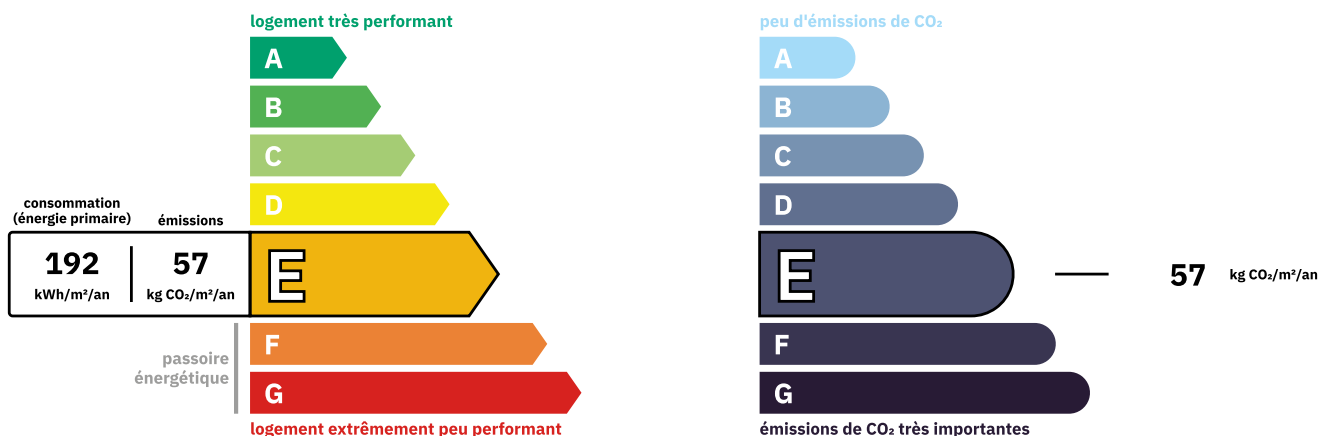 logement très performant
A
B
C
D
consommation
(énergie primaire)
émissions
192
kWh/m²/an
57
kg CO₂/m²/an
E
passoire
énergétique
F
G
logement extrêmement peu performant
peu d'émissions de CO₂
A
B
C
D
E
57
kg CO₂/m²/an
F
G
émissions de CO₂ très importantes